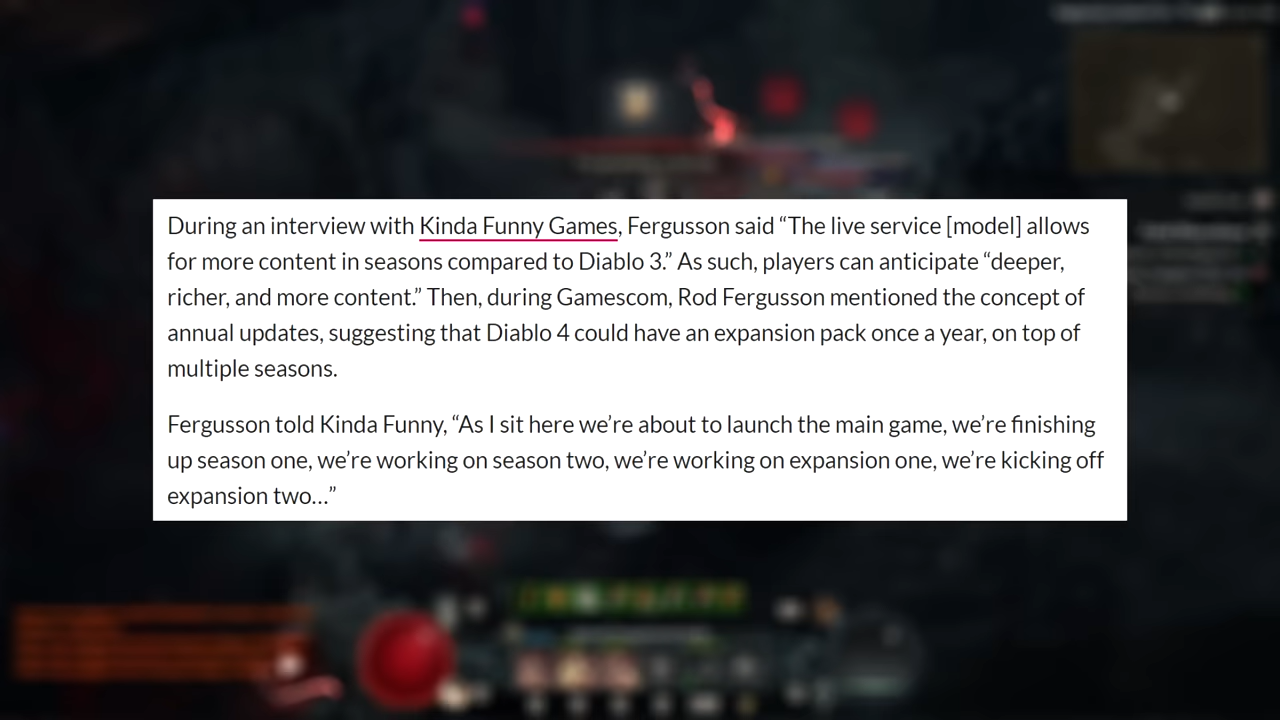 During an interview with Kinda Funny Games, Fergusson said “The live service [model] allows
for more content in seasons compared to Diablo 3.” As such, players can anticipate “deeper,
richer, and more content.” Then, during Gamescom, Rod Fergusson mentioned the concept of
annual updates, suggesting that Diablo 4 could have an expansion pack once a year, on top of
multiple seasons.
Fergusson told Kinda Funny, “As I sit here we’re about to launch the main game, we’re finishing
up season one, we’re working on season two, we’re working on expansion one, we’re kicking off
expansion two…”